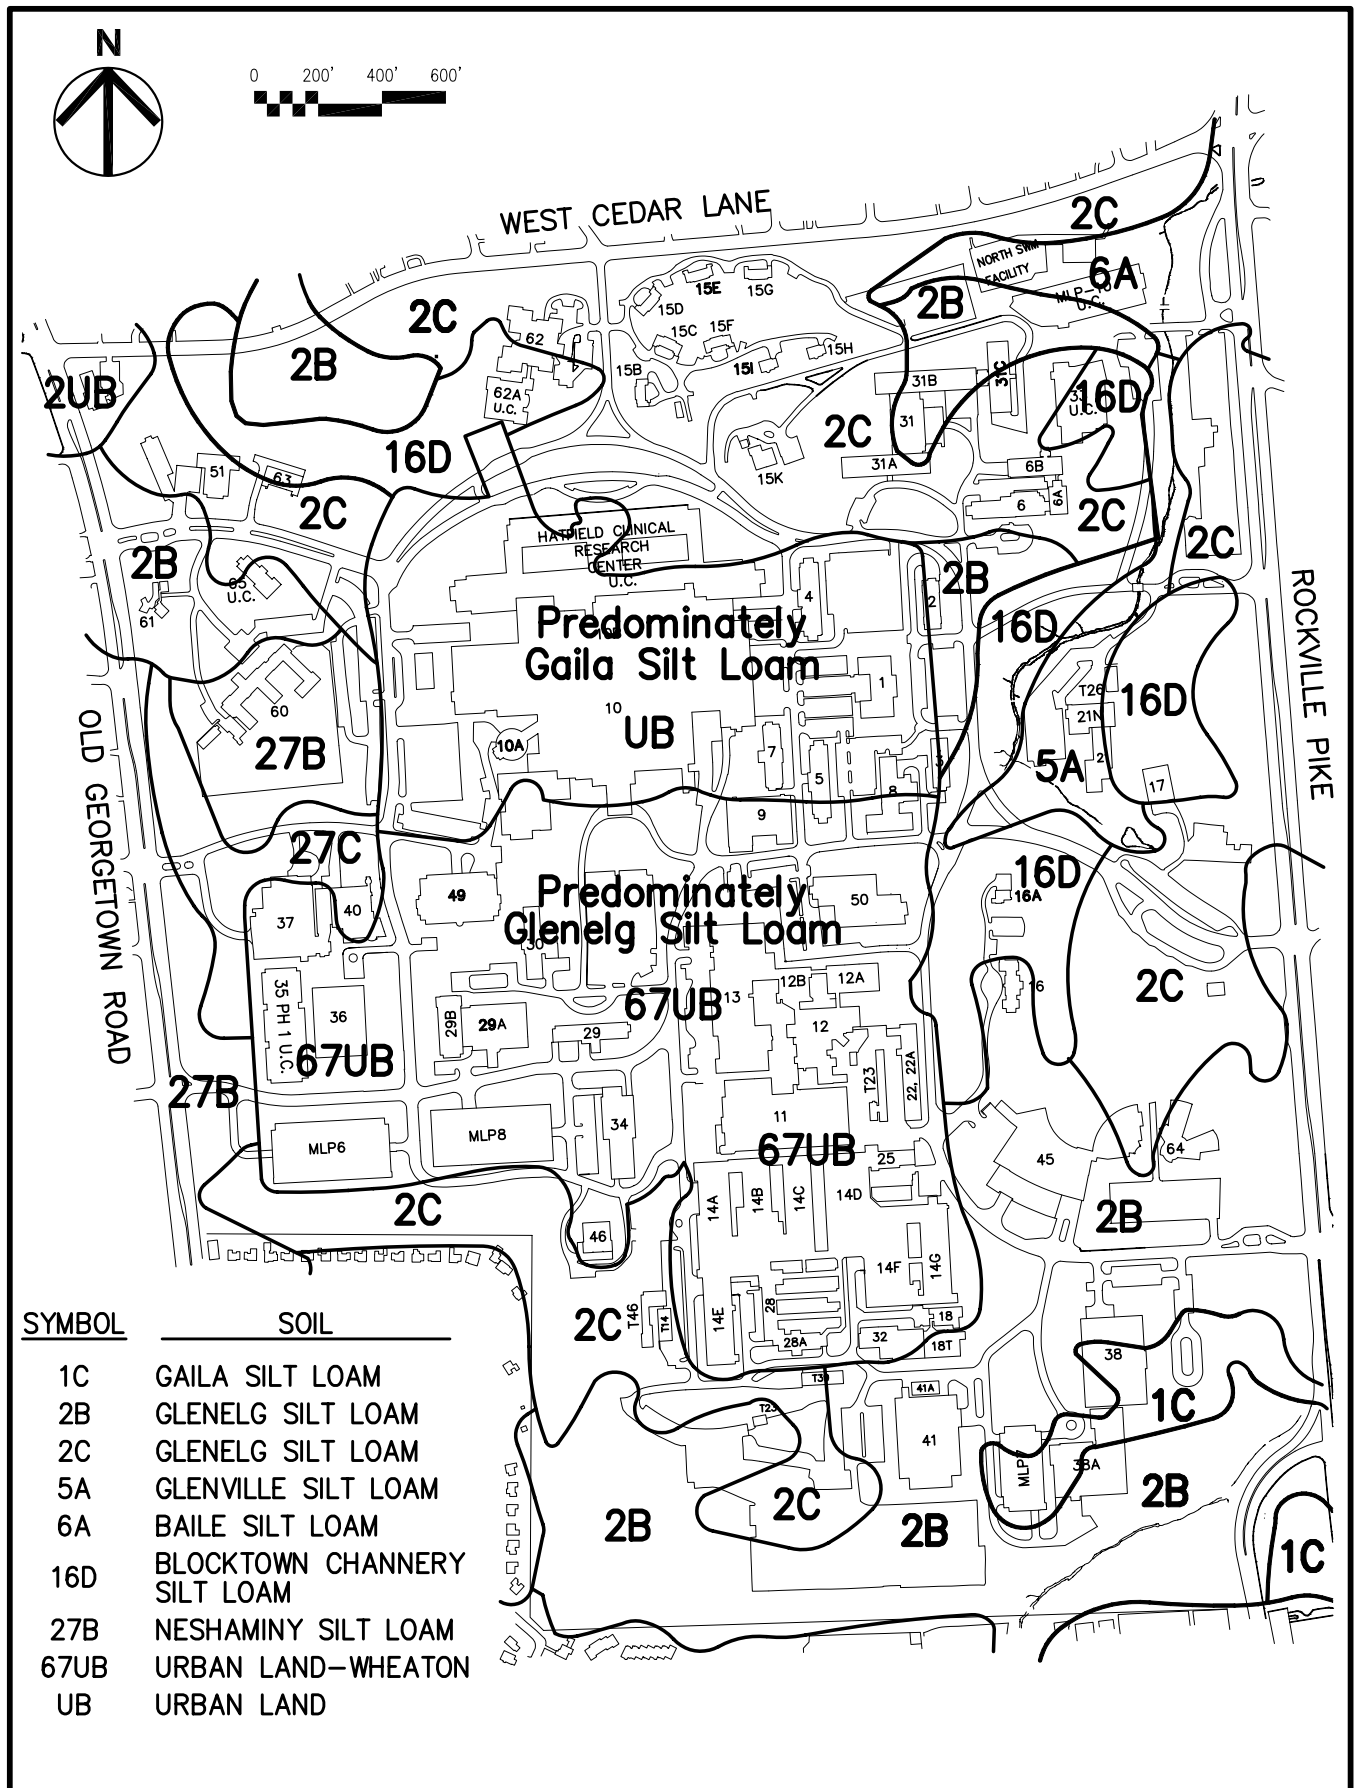 N
0 200' 400' 600'
WEST CEDAR LANE
2C
NORTH SWM
FACILITY
6A
U.C.
2B
15E
15G
15D
15C
15F
15H
15I
15B
15K
2C
62
62A
U.C.
2B
2UB
16D
31B
31C
31
31A
2C
33
U.C.
16D
6B
6A
6
2C
2C
51
63
2C
2B
65
U.C.
61
HATFIELD CLINICAL
RESEARCH
CENTER
U.C.
4
2
2B
16D
Predominately
Gaila Silt Loam
10
UB
10A
1
7
5
8
3
9
60
27B
T26
21N
16D
5A
17
ROCKVILLE PIKE
OLD GEORGETOWN ROAD
27C
37
40
49
Predominately
Glenelg Silt Loam
30
50
16D
16A
16
2C
35 PH 1 U.C.
36
67UB
29B
29A
29
67UB
13
12B
12A
12
T23
22, 22A
27B
MLP6
MLP8
34
11
67UB
25
45
64
2B
2C
46
14A
14B
14C
14D
14F
14G
14E
28
28A
32
18
18T
2C
T46
T14
T39
41A
41
T23
38
1C
38A
MLP7
2B
2C
2B
2B
1C
SYMBOL SOIL
1C GAILA SILT LOAM
2B GLENELG SILT LOAM
2C GLENELG SILT LOAM
5A GLENVILLE SILT LOAM
6A BAILE SILT LOAM
16D BLOCKTOWN CHANNERY
SILT LOAM
27B NESHAMINY SILT LOAM
67UB URBAN LAND-WHEATON
UB URBAN LAND